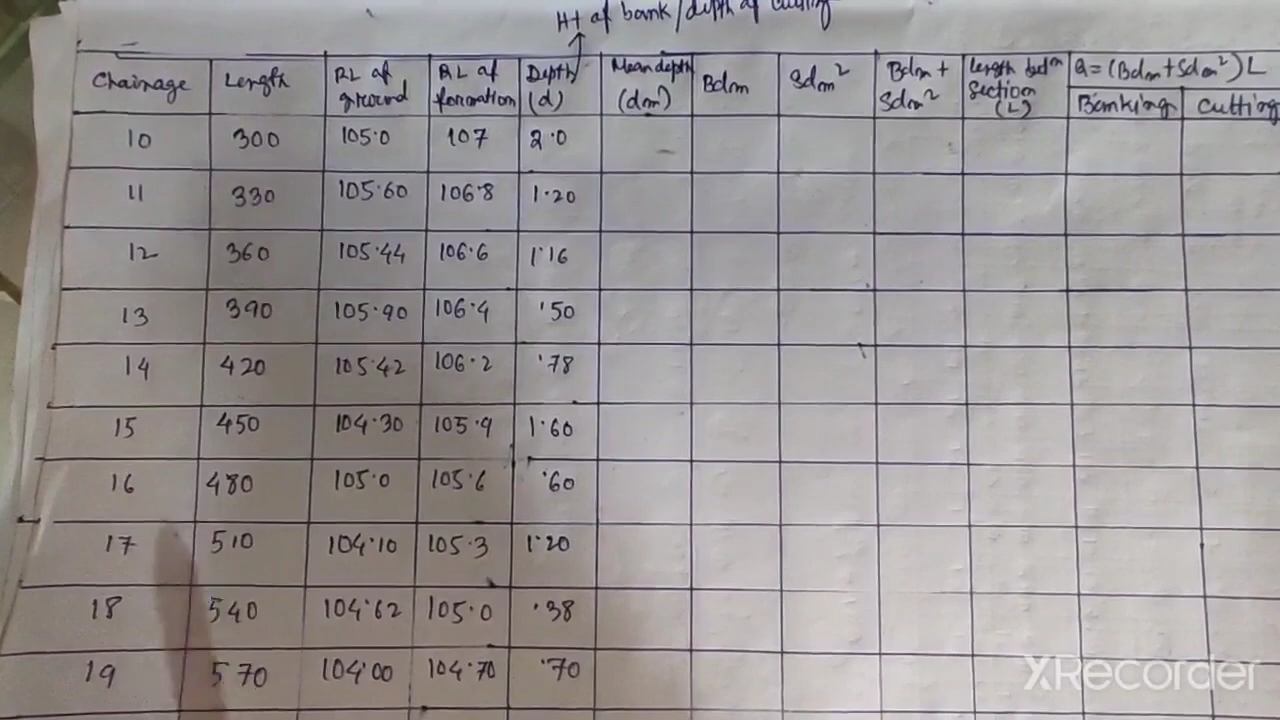 Ht of bank/depth of cutting
Chainage Length RL of ground RL of formation Depth (d) Mean depth (dm) Bdm Sdm² Bdm + Sdm² Length betn section (L) Q = (Bdm+Sdm²) L
Banking Cutting
10 300 105.0 107 2.0
11 330 105.60 106.8 1.20
12 360 105.44 106.6 1.16
13 390 105.90 106.4 .50
14 420 105.42 106.2 .78
15 450 104.30 105.9 1.60
16 480 105.0 105.6 .60
17 510 104.10 105.3 1.20
18 540 104.62 105.0 .38
19 570 104.00 104.70 .70
XRecorder